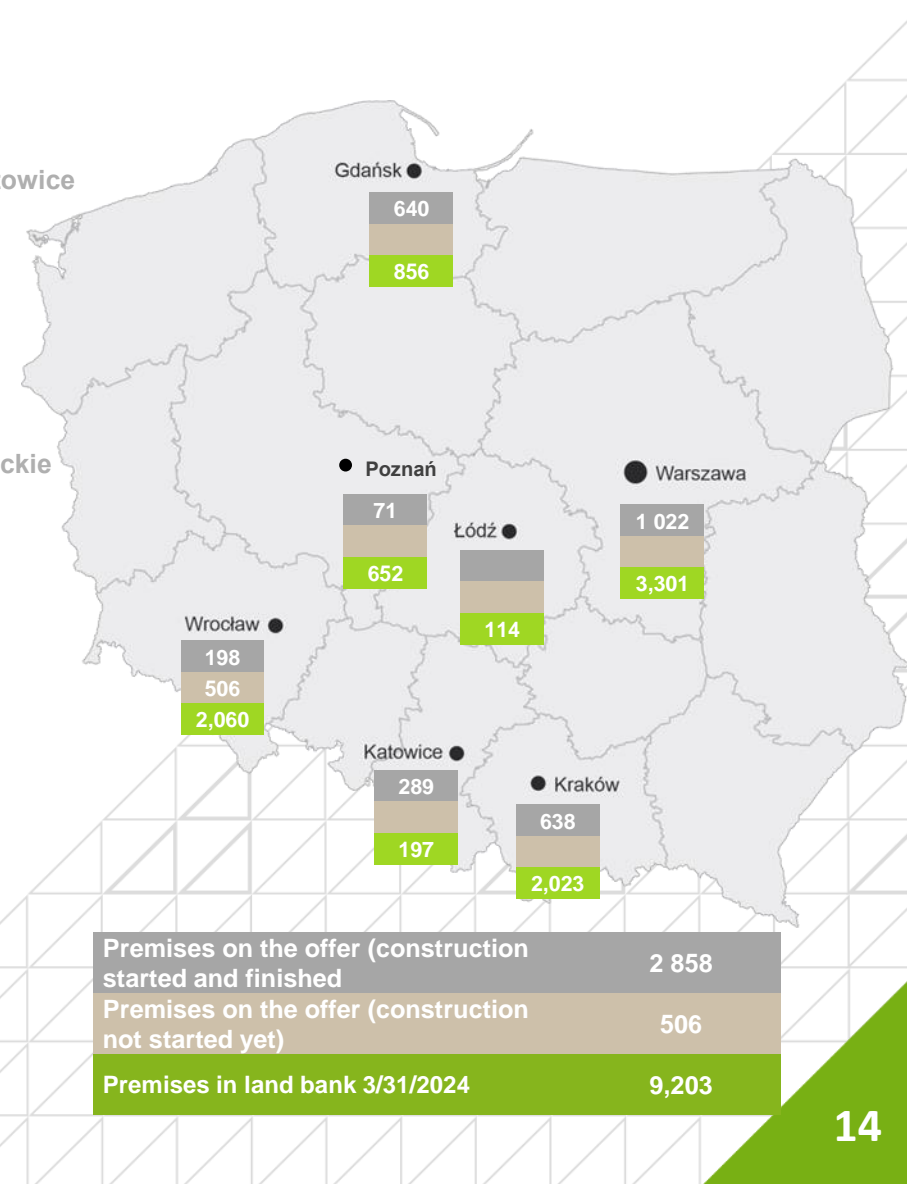 Gdańsk
640
856
towice
ckie
Poznań
71
652
Łódź
114
Warszawa
1 022
3,301
Wrocław
198
506
2,060
Katowice
289
197
Kraków
638
2,023
Premises on the offer (construction
started and finished
2 858
Premises on the offer (construction
not started yet)
506
Premises in land bank 3/31/2024
9,203
14